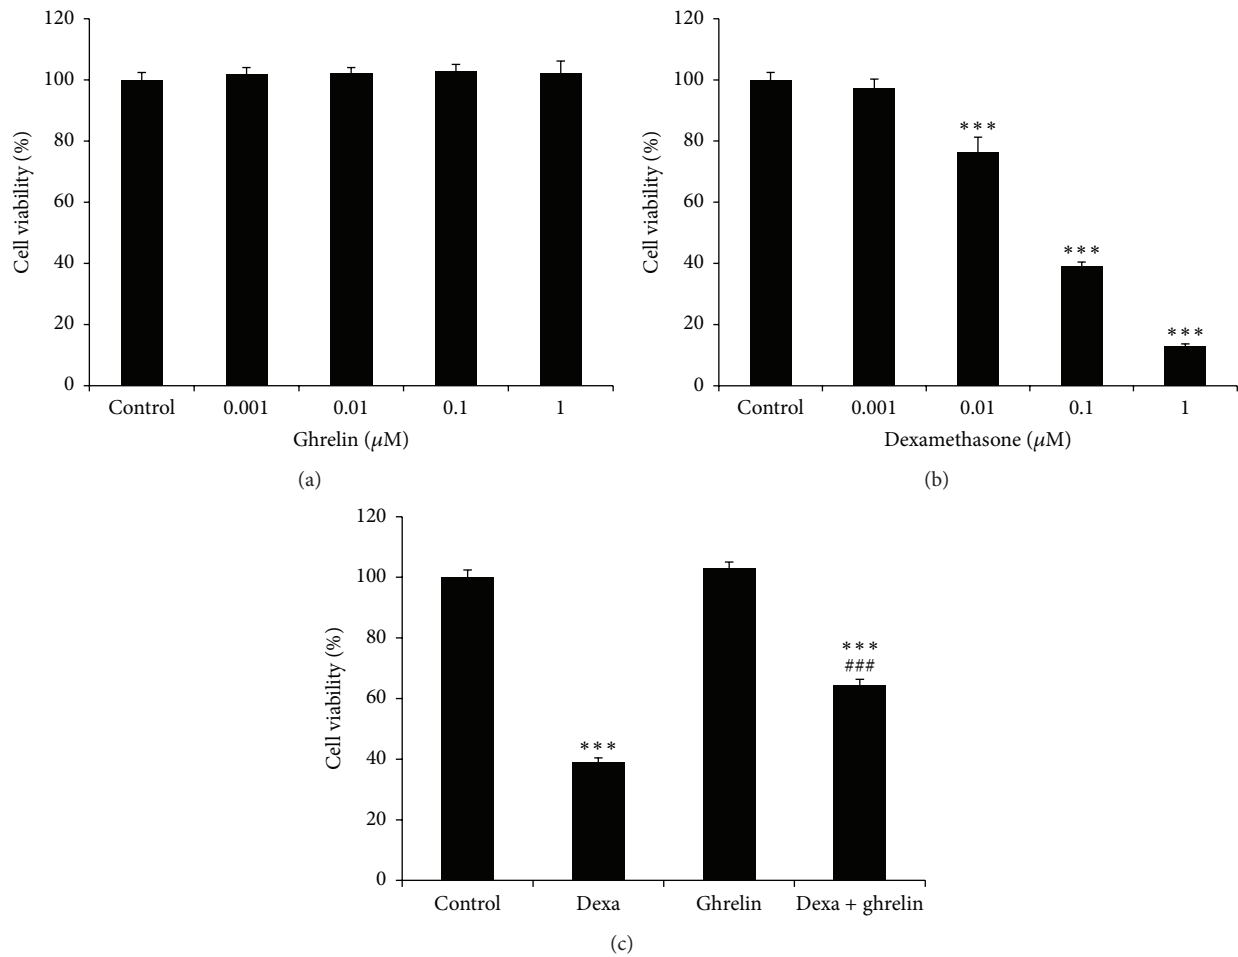 120
100
80
60
40
20
0
Cell viability (%)
Control 0.001 0.01 0.1 1
Ghrelin (μM)
(a)
120
100
80
60
40
20
0
Cell viability (%)
***
***
***
Control 0.001 0.01 0.1 1
Dexamethasone (μM)
(b)
120
100
80
60
40
20
0
Cell viability (%)
***
***
###
Control Dexa Ghrelin Dexa + ghrelin
(c)